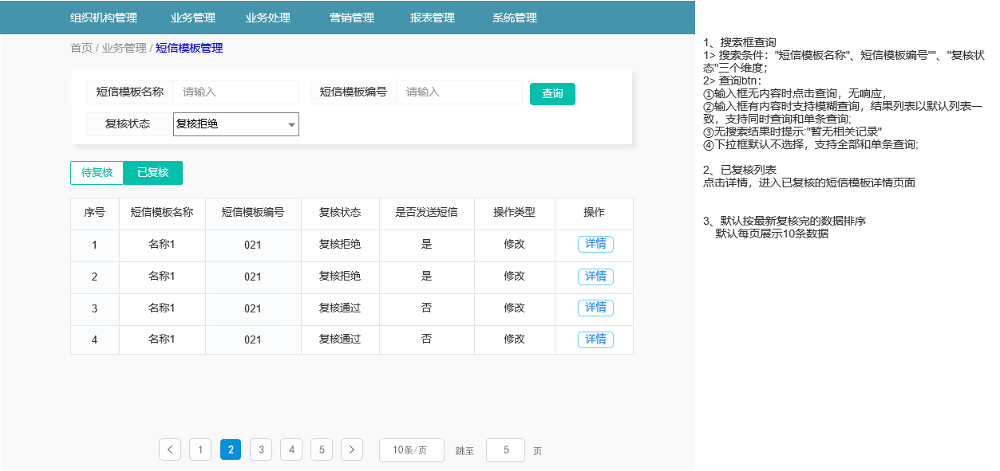 组织机构管理 业务管理 业务处理 营销管理 报表管理 系统管理
首页 / 业务管理 / 短信模板管理
短信模板名称 请输入 短信模板编号 请输入 查询
复核状态 复核拒绝
待复核 已复核
序号 短信模板名称 短信模板编号 复核状态 是否发送短信 操作类型 操作
1 名称1 021 复核拒绝 是 修改 详情
2 名称1 021 复核拒绝 是 修改 详情
3 名称1 021 复核通过 否 修改 详情
4 名称1 021 复核通过 否 修改 详情
< 1 2 3 4 5 > 10条/页 跳至 5 页
1、搜索框查询
1> 搜索条件："短信模板名称"、短信模板编号""、"复核状
态"三个维度；
2> 查询btn：
①输入框无内容时点击查询，无响应，
②输入框有内容时支持模糊查询，结果列表以默认列表一
致，支持同时查询和单条查询;
③无搜索结果时提示:"暂无相关记录"
④下拉框默认不选择，支持全部和单条查询;
2、已复核列表
点击详情，进入已复核的短信模板详情页面
3、默认按最新复核完的数据排序
默认每页展示10条数据